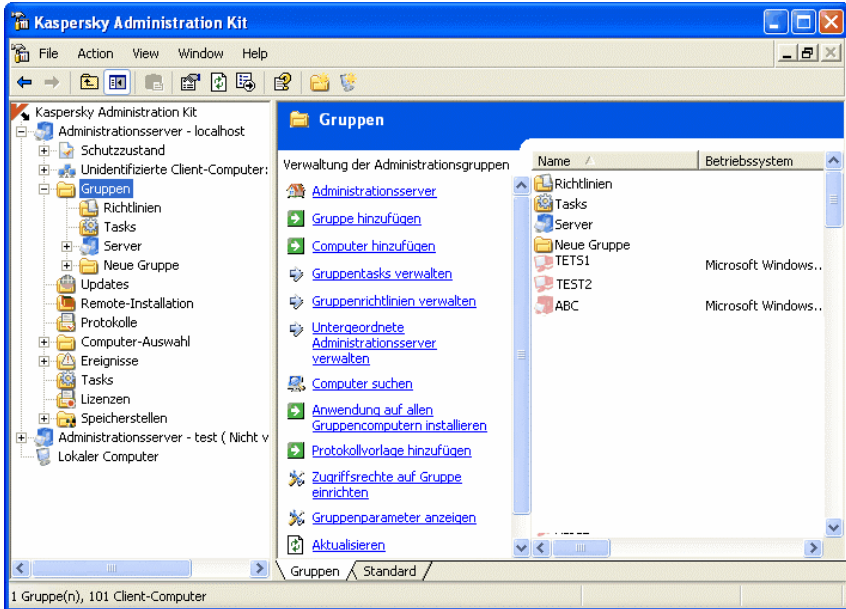 Kaspersky Administration Kit
File Action View Window Help
Kaspersky Administration Kit
Administrationsserver - localhost
Schutzzustand
Unidentifizierte Client-Computer:
Gruppen
Richtlinien
Tasks
Server
Neue Gruppe
Updates
Remote-Installation
Protokolle
Computer-Auswahl
Ereignisse
Tasks
Lizenzen
Speicherstellen
Administrationsserver - test ( Nicht v
Lokaler Computer
Gruppen
Verwaltung der Administrationsgruppen
Administrationsserver
Gruppe hinzufügen
Computer hinzufügen
Gruppentasks verwalten
Gruppenrichtlinien verwalten
Untergeordnete
Administrationsserver
verwalten
Computer suchen
Anwendung auf allen
Gruppencomputern installieren
Protokollvorlage hinzufügen
Zugriffsrechte auf Gruppe
einrichten
Gruppenparameter anzeigen
Aktualisieren
Name Betriebssystem
Richtlinien
Tasks
Server
Neue Gruppe
TETS1 Microsoft Windows..
TEST2
ABC Microsoft Windows..
Gruppen Standard
1 Gruppe(n), 101 Client-Computer